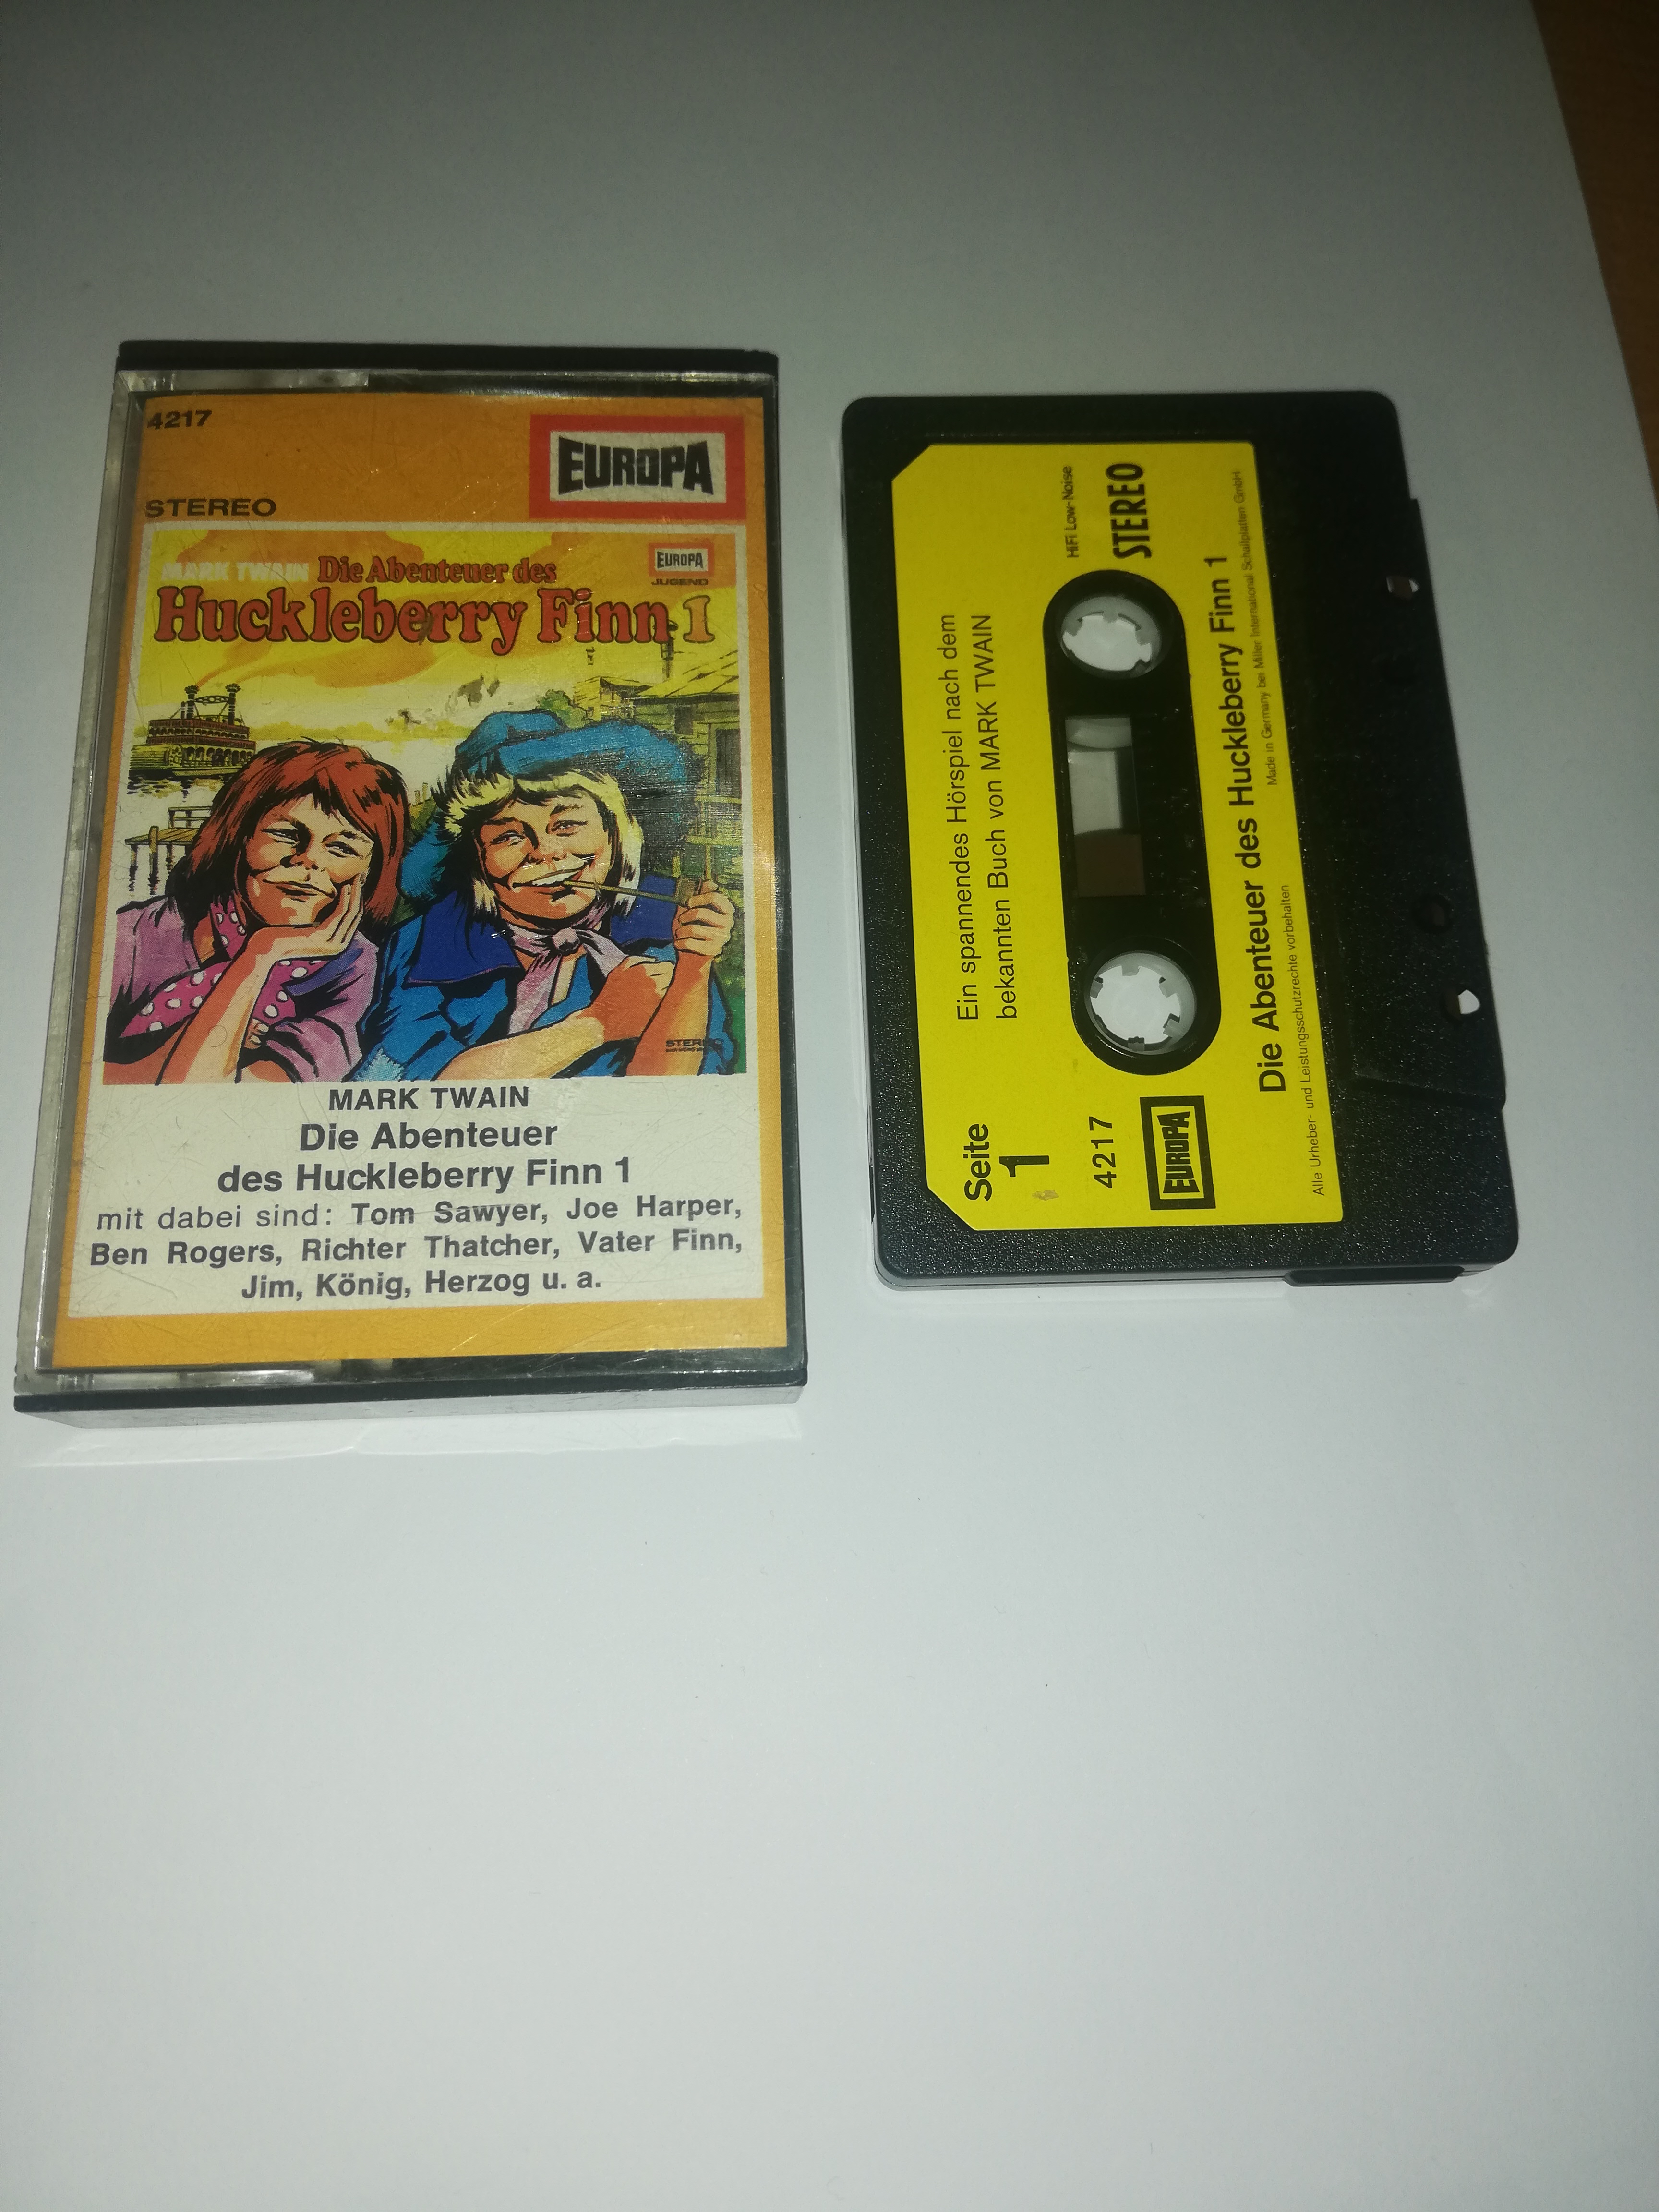 4217
EUROPA
STEREO
MARK TWAIN Die Abenteuer des
EUROPA
JUGEND
Huckleberry Finn 1
STEREO
MARK TWAIN
Die Abenteuer
des Huckleberry Finn 1
mit dabei sind: Tom Sawyer, Joe Harper,
Ben Rogers, Richter Thatcher, Vater Finn,
Jim, König, Herzog u. a.
Ein spannendes Hörspiel nach dem
bekannten Buch von MARK TWAIN
HiFi Low-Noise
STEREO
Seite
1
4217
EUROPA
Die Abenteuer des Huckleberry Finn 1
Made in Germany bei Miller International Schallplatten GmbH
Alle Urheber- und Leistungsschutzrechte vorbehalten